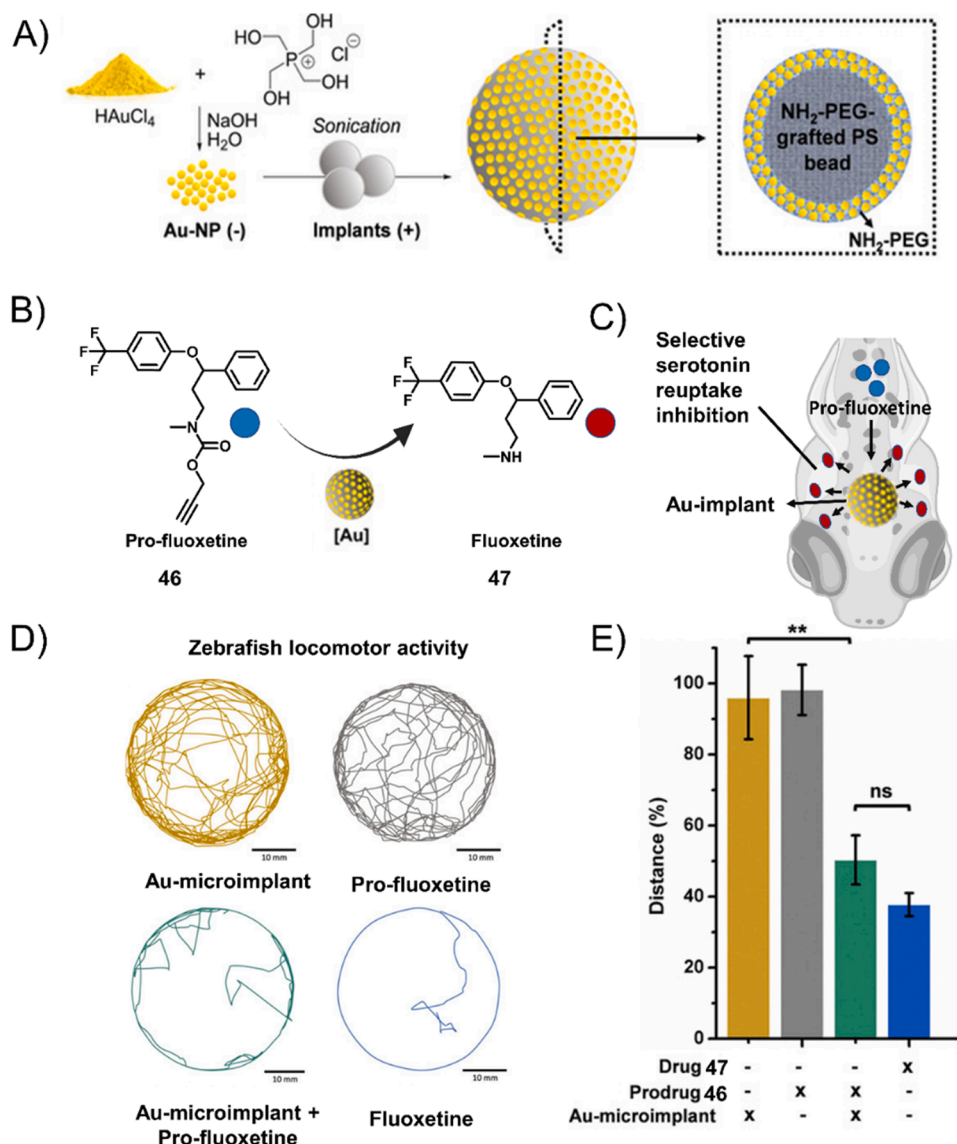 A)
HO
OH
P
⊕
Cl⊖
HO
OH
+
HAuCl4
NaOH
H2O
Sonication
Au-NP (-)
Implants (+)
NH2-PEG-
grafted PS
bead
NH2-PEG
B)
F
F
F
O
N
O
O
Pro-fluoxetine
46
[Au]
F
F
F
O
NH
Fluoxetine
47
C)
Selective
serotonin
reuptake
inhibition
Pro-fluoxetine
Au-implant
D)
Zebrafish locomotor activity
10 mm
10 mm
Au-microimplant
Pro-fluoxetine
10 mm
10 mm
Au-microimplant +
Pro-fluoxetine
Fluoxetine
E)
**
ns
Distance (%)
100
80
60
40
20
0
Drug 47 - - - x
Prodrug 46 - x x -
Au-microimplant x - x -